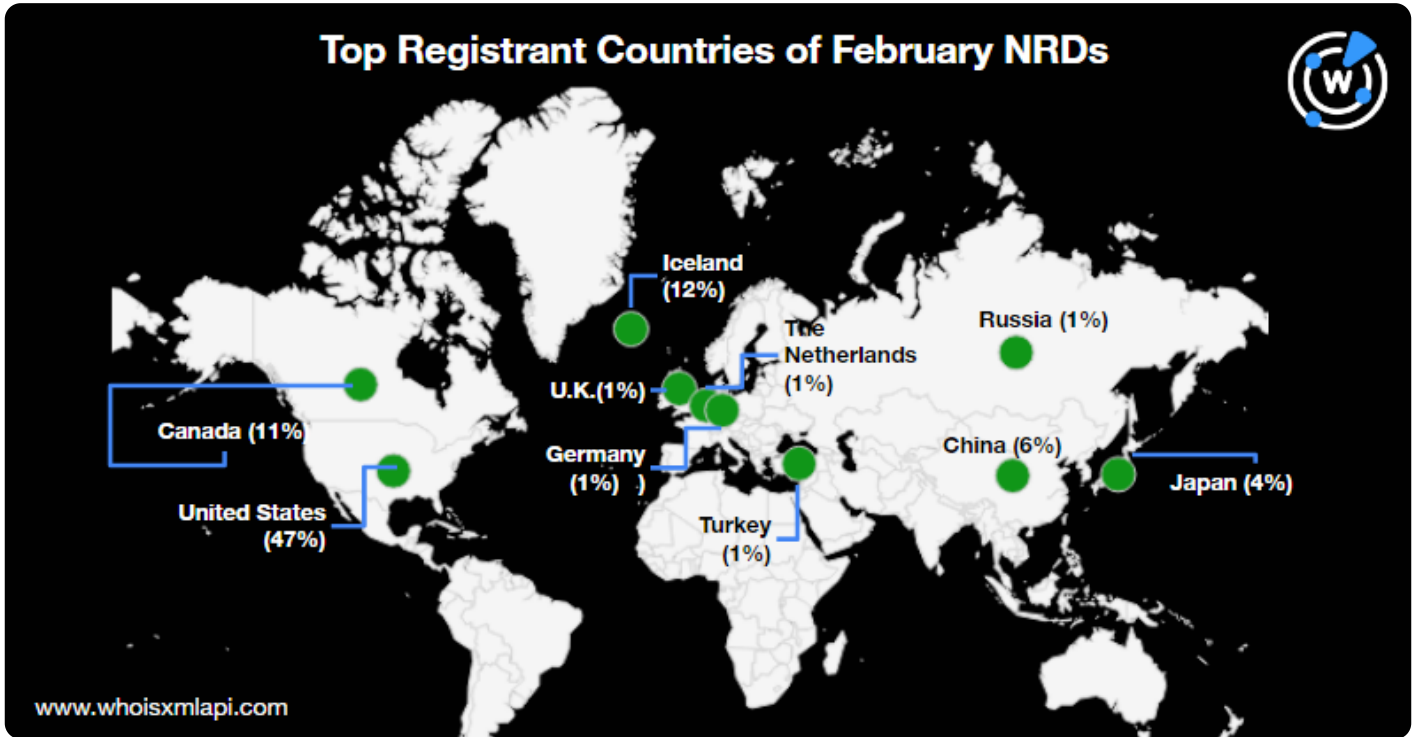 Top Registrant Countries of February NRDs
W
Iceland
(12%)
Russia (1%)
The
Netherlands
(1%)
U.K.(1%)
Canada (11%)
China (6%)
Germany
(1%) )
Japan (4%)
United States
(47%)
Turkey
(1%)
www.whoisxmlapi.com